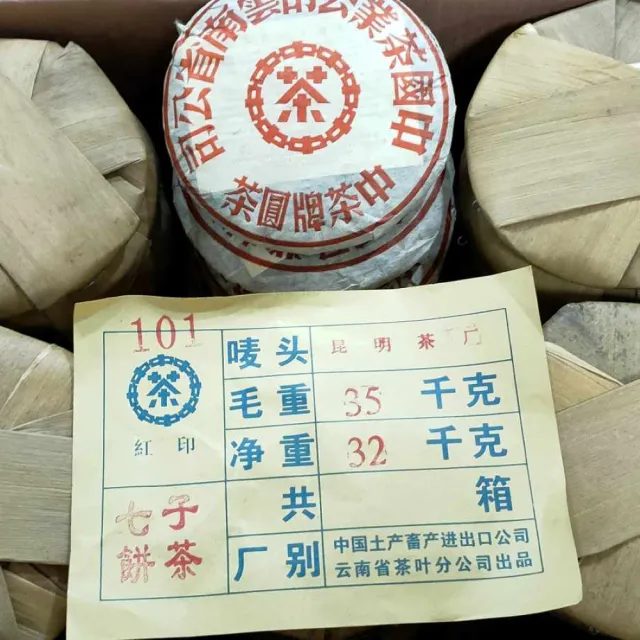 中國茶業公司雲南省公司
茶
中茶牌圓茶
101
茶
紅印
七子
餅茶
唛头 昆明茶厂
毛重 35 千克
净重 32 千克
共 箱
厂别 中国土产畜产进出口公司
云南省茶叶分公司出品